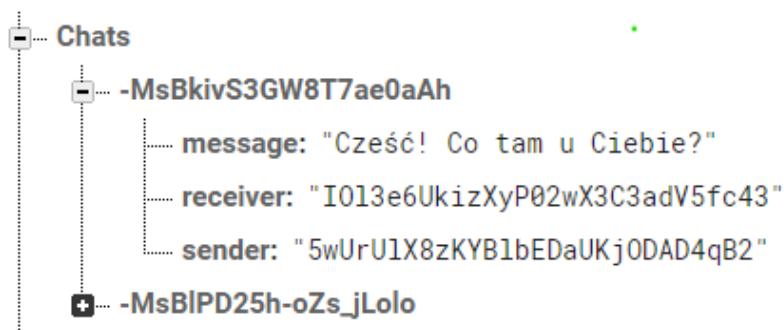 Chats
-MsBkivS3GW8T7ae0aAh
message: "Cześć! Co tam u Ciebie?"
receiver: "IOl3e6UkizXyP02wX3C3adV5fc43"
sender: "5wUrUlX8zKYBlbEDaUKjODAD4qB2"
-MsBlPD25h-oZs_jLolo